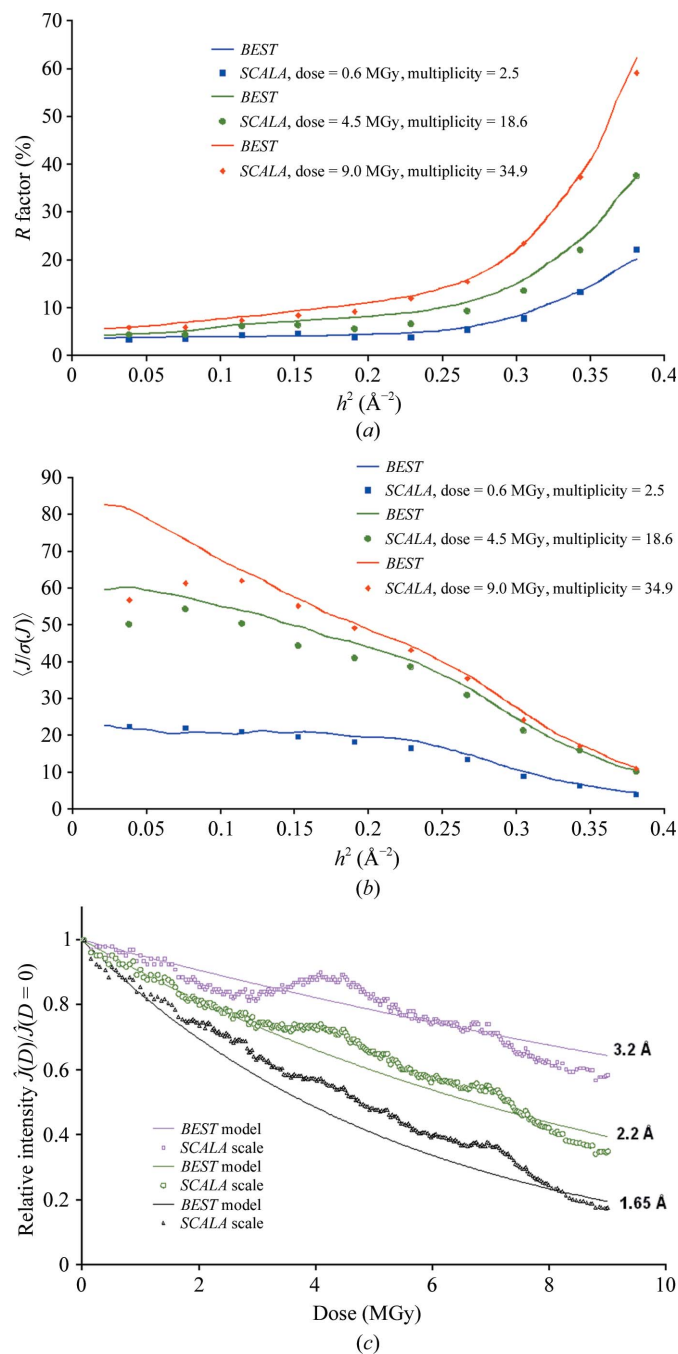 70
60
50
40
30
20
10
0
R factor (%)
BEST
SCALA, dose = 0.6 MGy, multiplicity = 2.5
BEST
SCALA, dose = 4.5 MGy, multiplicity = 18.6
BEST
SCALA, dose = 9.0 MGy, multiplicity = 34.9
0 0.05 0.1 0.15 0.2 0.25 0.3 0.35 0.4
h² (Å⁻²)
(a)
90
80
70
60
50
40
30
20
10
0
⟨J/σ(J)⟩
BEST
SCALA, dose = 0.6 MGy, multiplicity = 2.5
BEST
SCALA, dose = 4.5 MGy, multiplicity = 18.6
BEST
SCALA, dose = 9.0 MGy, multiplicity = 34.9
0 0.05 0.1 0.15 0.2 0.25 0.3 0.35 0.4
h² (Å⁻²)
(b)
1
0.8
0.6
0.4
0.2
0
Relative intensity Ĵ(D)/Ĵ(D = 0)
3.2 Å
2.2 Å
1.65 Å
BEST model
SCALA scale
BEST model
SCALA scale
BEST model
SCALA scale
0 2 4 6 8 10
Dose (MGy)
(c)